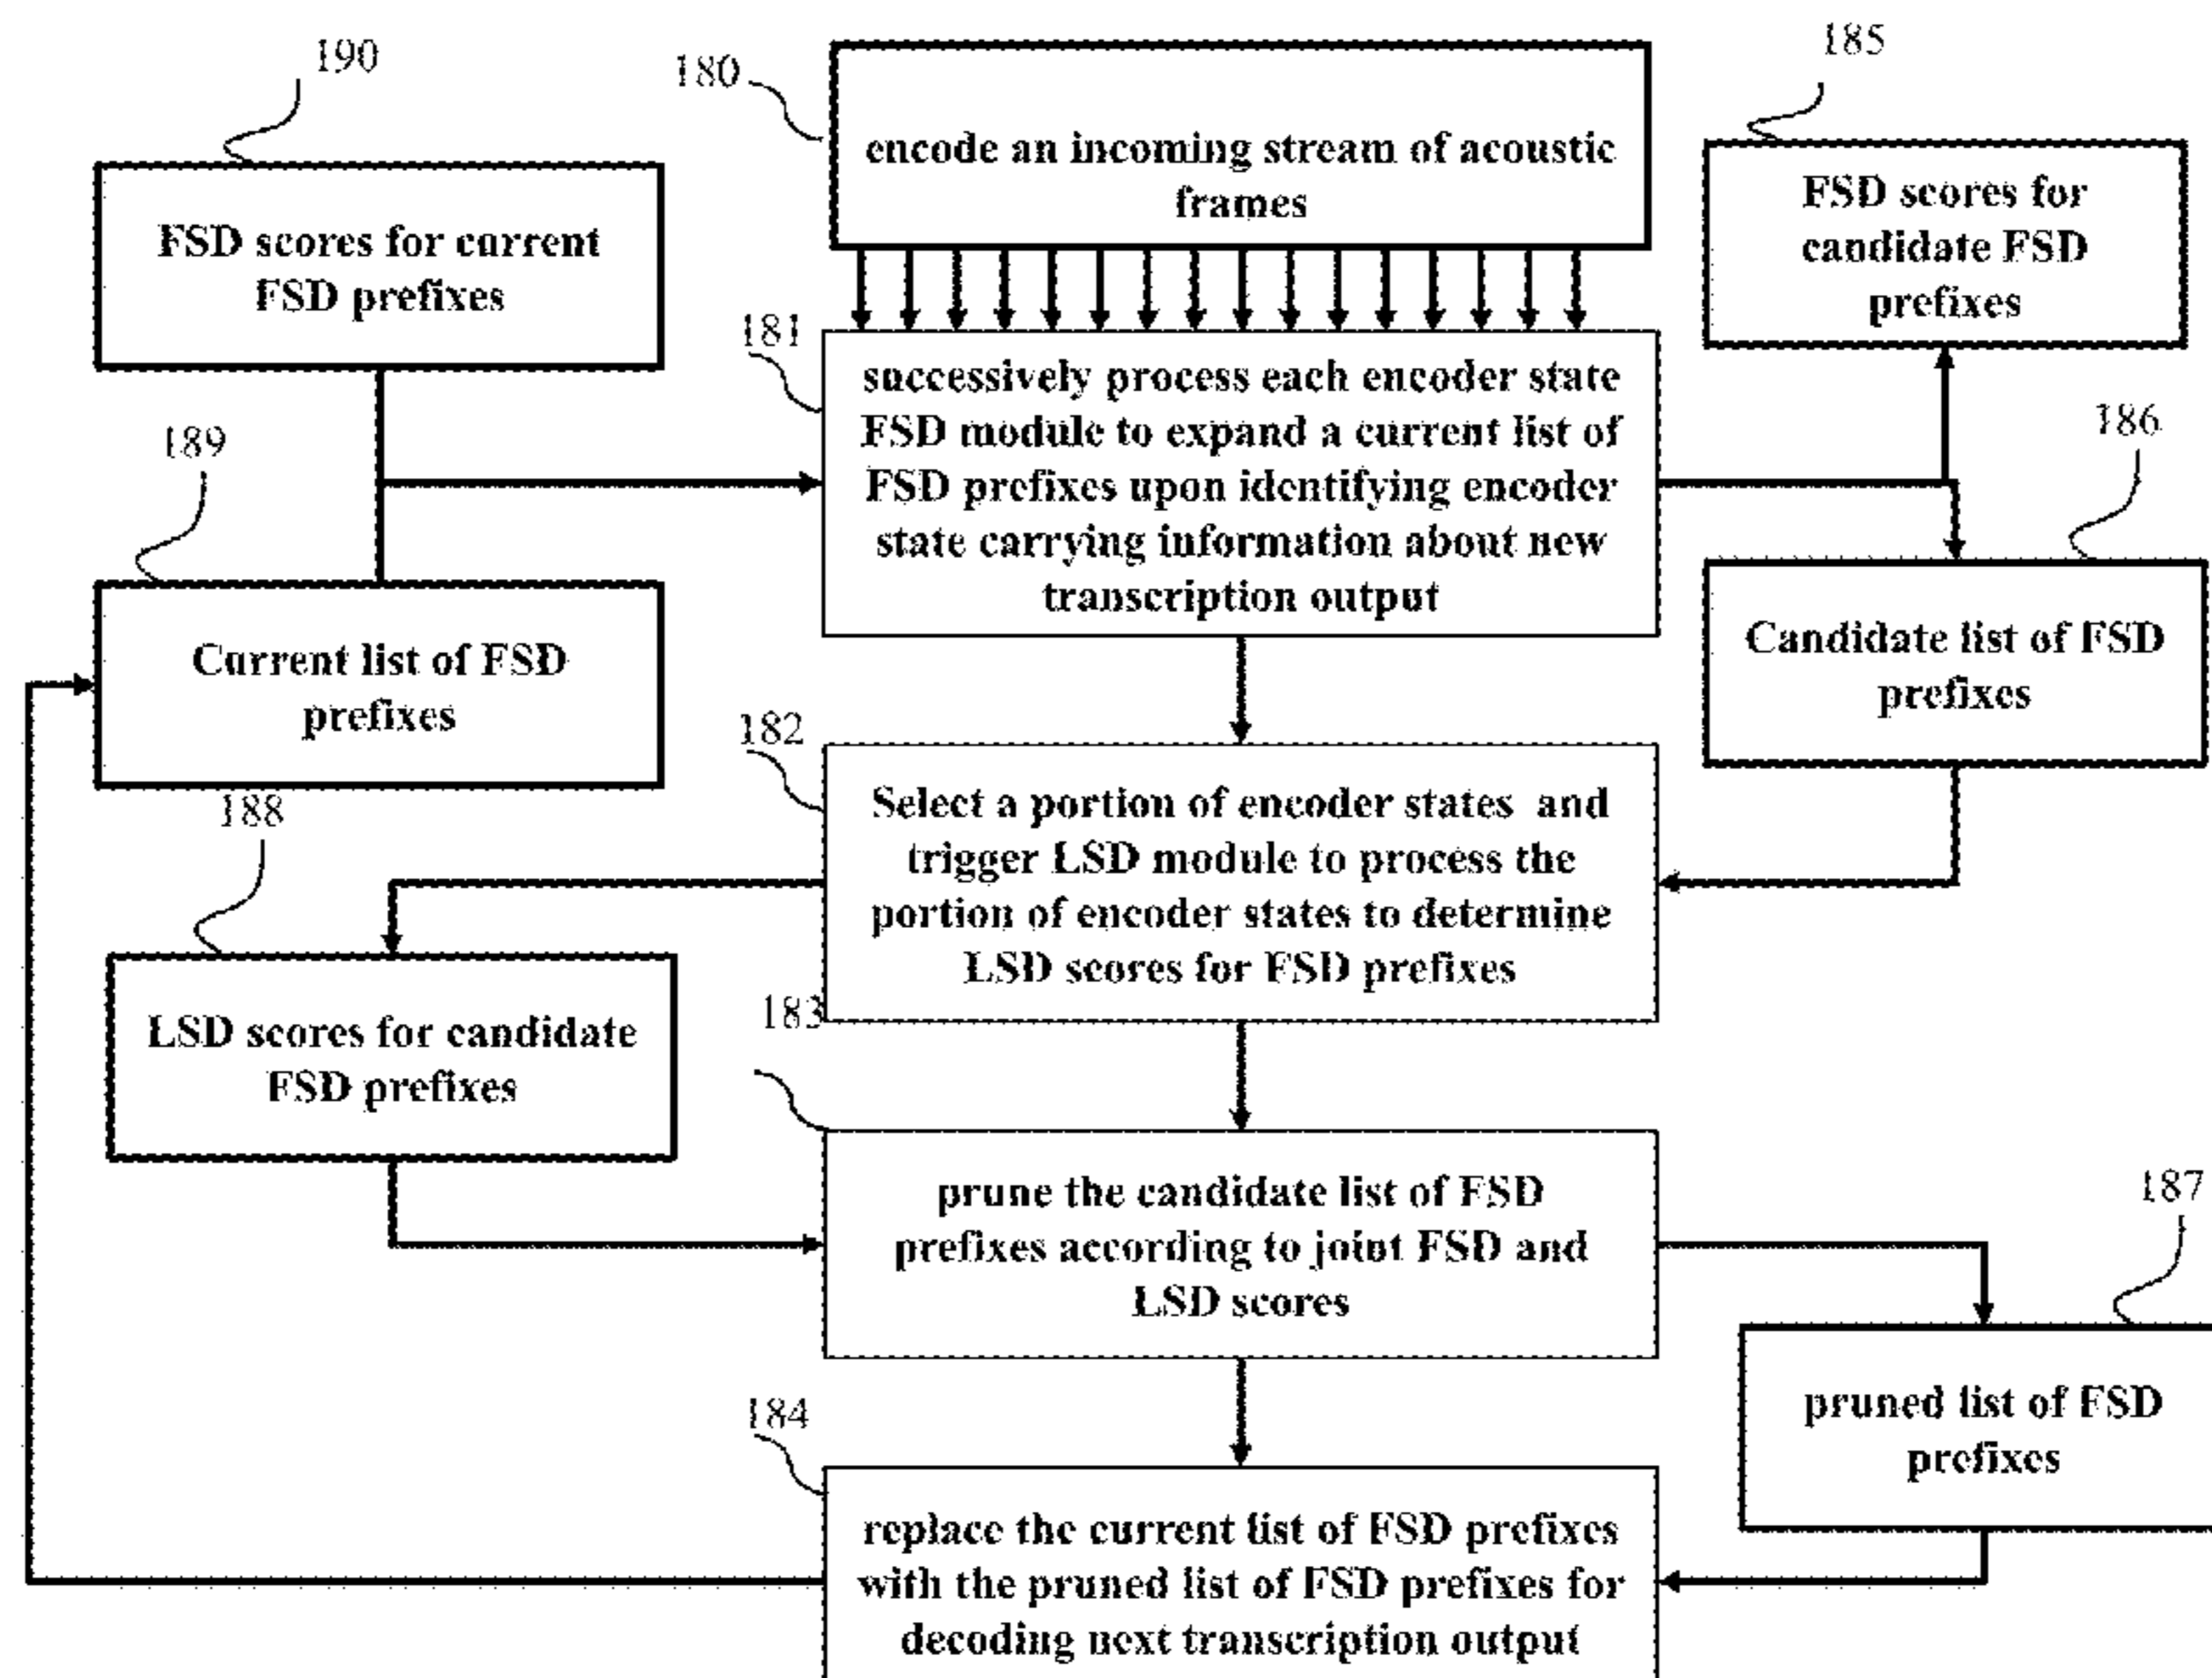 190
180
185
encode an incoming stream of acoustic
frames
FSD scores for current
FSD prefixes
FSD scores for
candidate FSD
prefixes
181
successively process each encoder state
FSD module to expand a current list of
FSD prefixes upon identifying encoder
state carrying information about new
transcription output
189
186
Current list of FSD
prefixes
Candidate list of FSD
prefixes
182
Select a portion of encoder states and
trigger LSD module to process the
portion of encoder states to determine
LSD scores for FSD prefixes
188
LSD scores for candidate
FSD prefixes
183
prune the candidate list of FSD
prefixes according to joint FSD and
LSD scores
187
pruned list of FSD
prefixes
184
replace the current list of FSD prefixes
with the pruned list of FSD prefixes for
decoding next transcription output